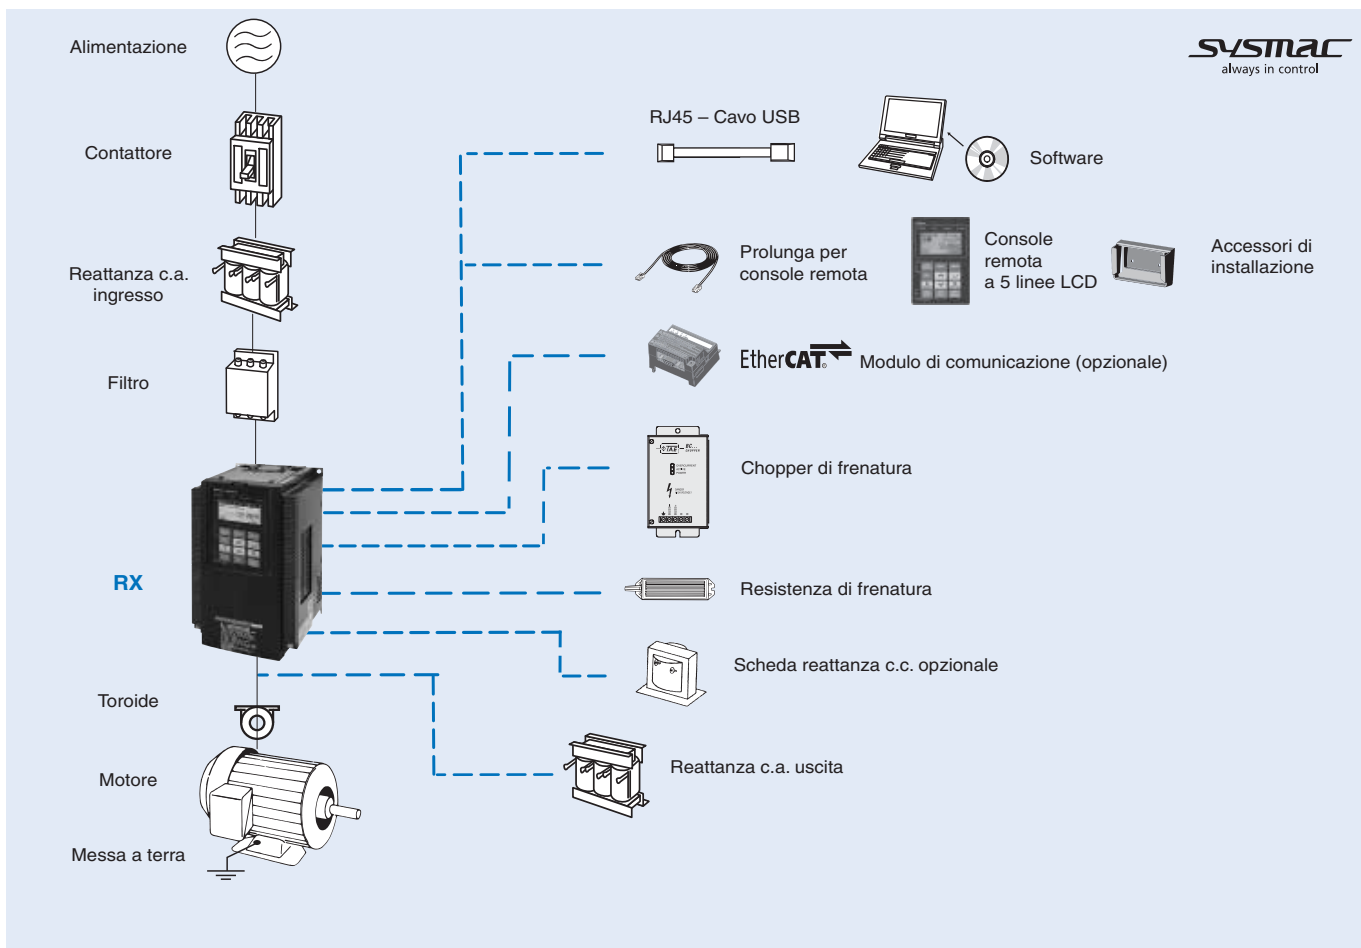 Alimentazione
sysmac
always in control
Contattore
RJ45 – Cavo USB
Software
Reattanza c.a.
ingresso
Prolunga per
console remota
Console
remota
a 5 linee LCD
Accessori di
installazione
Filtro
EtherCAT® Modulo di comunicazione (opzionale)
Chopper di frenatura
RX
Resistenza di frenatura
Scheda reattanza c.c. opzionale
Toroide
Motore
Reattanza c.a. uscita
Messa a terra